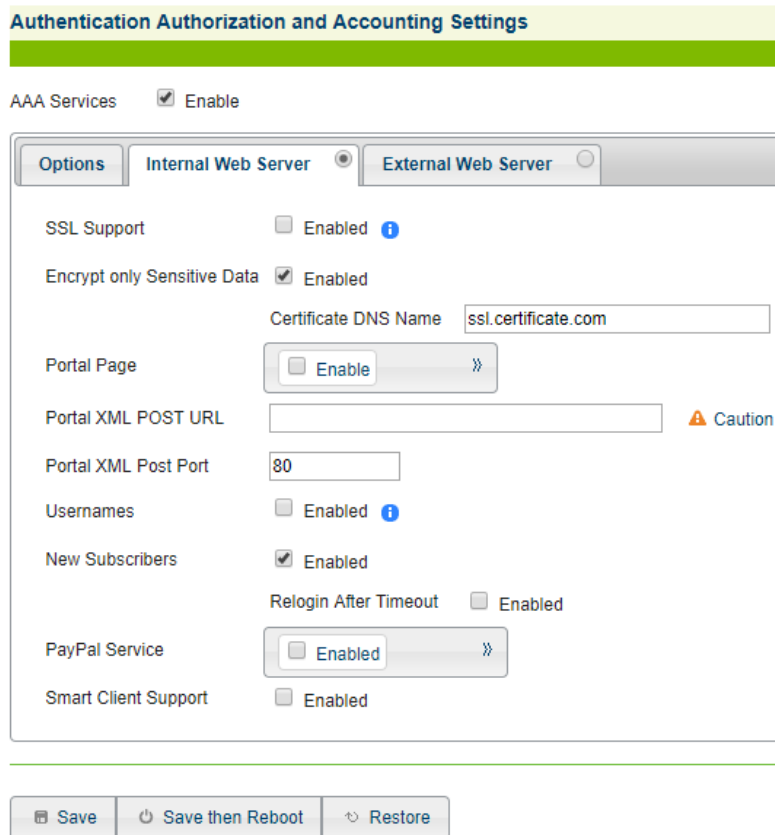 Authentication Authorization and Accounting Settings
AAA Services Enable
Options Internal Web Server External Web Server
SSL Support Enabled
Encrypt only Sensitive Data Enabled
Certificate DNS Name ssl.certificate.com
Portal Page Enable »
Portal XML POST URL Caution
Portal XML Post Port 80
Usernames Enabled
New Subscribers Enabled
Relogin After Timeout Enabled
PayPal Service Enabled »
Smart Client Support Enabled
Save Save then Reboot Restore